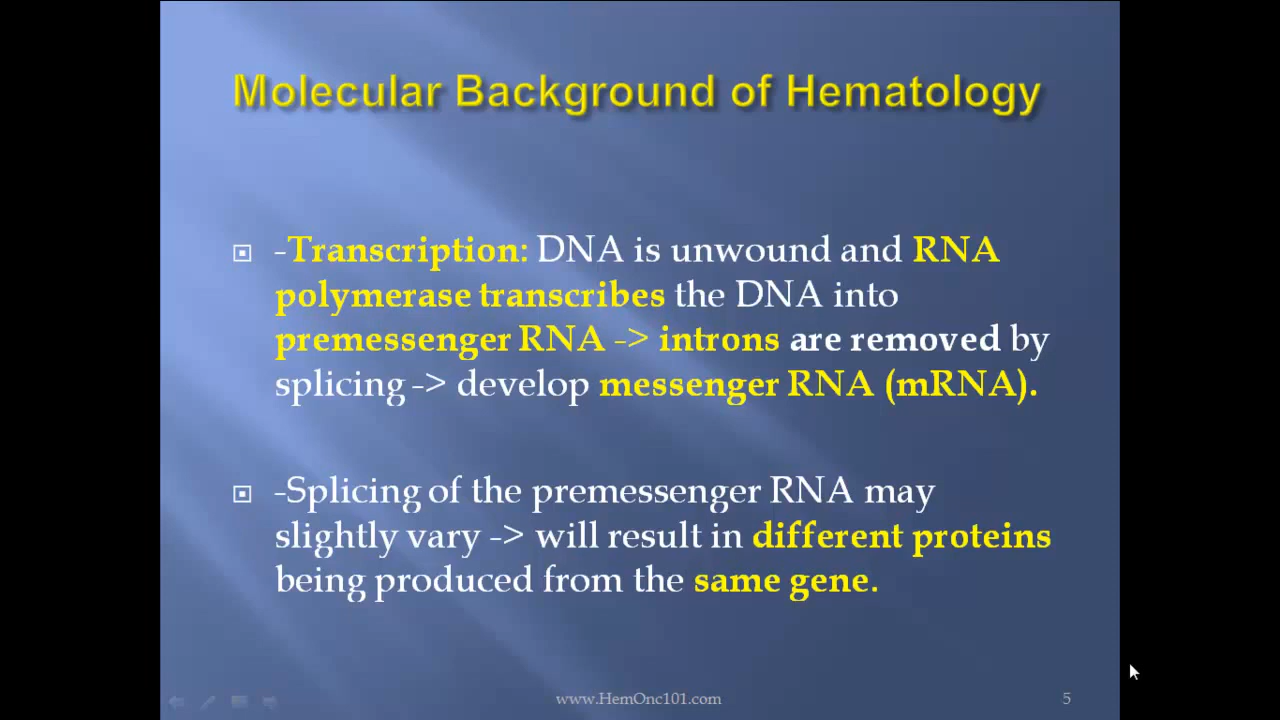 Molecular Background of Hematology
-Transcription: DNA is unwound and RNA
polymerase transcribes the DNA into
premessenger RNA -> introns are removed by
splicing -> develop messenger RNA (mRNA).
-Splicing of the premessenger RNA may
slightly vary -> will result in different proteins
being produced from the same gene.
www.HemOnc101.com
5